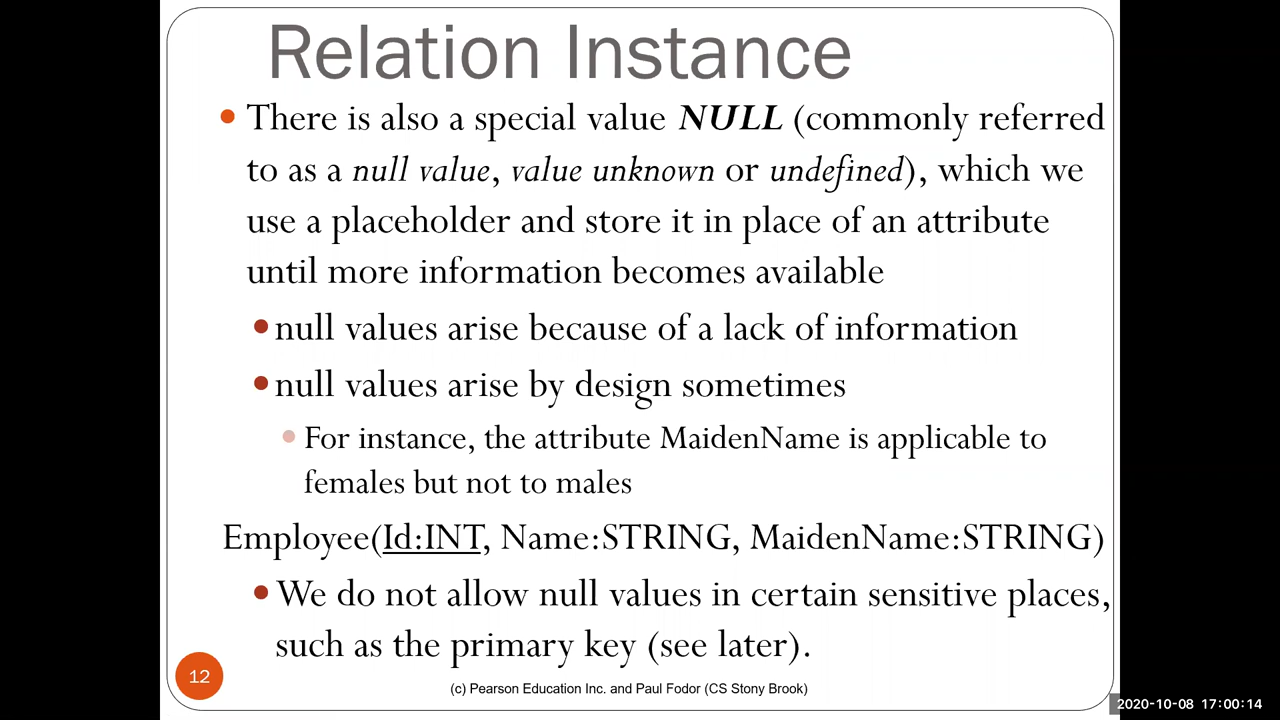 Relation Instance
• There is also a special value NULL (commonly referred
to as a null value, value unknown or undefined), which we
use a placeholder and store it in place of an attribute
until more information becomes available
• null values arise because of a lack of information
• null values arise by design sometimes
• For instance, the attribute MaidenName is applicable to
females but not to males
Employee(Id:INT, Name:STRING, MaidenName:STRING)
• We do not allow null values in certain sensitive places,
such as the primary key (see later).
12
(c) Pearson Education Inc. and Paul Fodor (CS Stony Brook)
2020-10-08 17:00:14